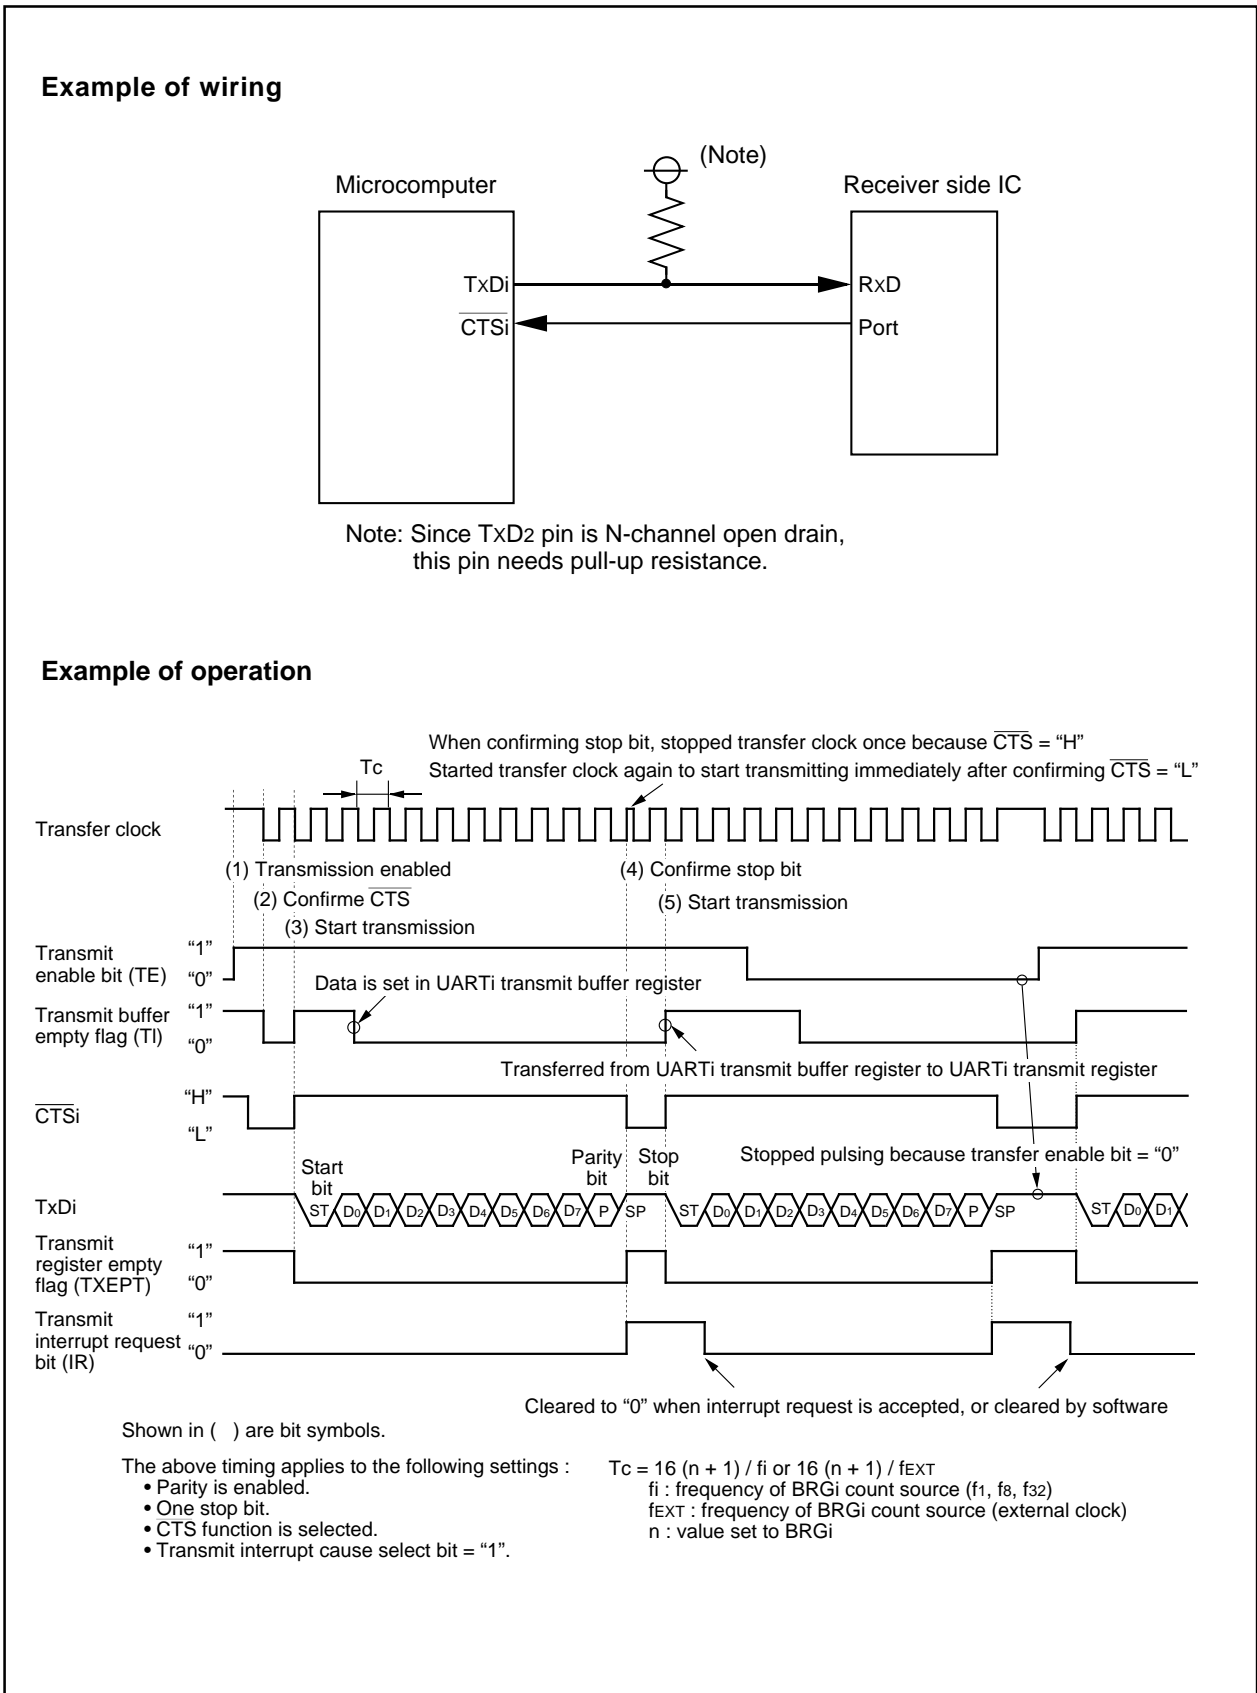 Example of wiring
(Note)
Microcomputer
Receiver side IC
TxDi
RxD
CTSi
Port
Note: Since TxD2 pin is N-channel open drain,
this pin needs pull-up resistance.
Example of operation
When confirming stop bit, stopped transfer clock once because CTS = “H”
Tc
Started transfer clock again to start transmitting immediately after confirming CTS = “L”
Transfer clock
(1) Transmission enabled
(4) Confirme stop bit
(2) Confirme CTS
(5) Start transmission
(3) Start transmission
Transmit
enable bit (TE)
“1”
“0”
Data is set in UARTi transmit buffer register
Transmit buffer
empty flag (TI)
“1”
“0”
Transferred from UARTi transmit buffer register to UARTi transmit register
CTSi
“H”
“L”
Stopped pulsing because transfer enable bit = “0”
Start
bit
Parity
bit
Stop
bit
TxDi
ST D0 D1 D2 D3 D4 D5 D6 D7 P SP ST D0 D1 D2 D3 D4 D5 D6 D7 P SP ST D0 D1
Transmit
register empty
flag (TXEPT)
“1”
“0”
Transmit
interrupt request
bit (IR)
“1”
“0”
Cleared to “0” when interrupt request is accepted, or cleared by software
Shown in ( ) are bit symbols.
The above timing applies to the following settings :
• Parity is enabled.
• One stop bit.
• CTS function is selected.
• Transmit interrupt cause select bit = “1”.
Tc = 16 (n + 1) / fi or 16 (n + 1) / fEXT
fi : frequency of BRGi count source (f1, f8, f32)
fEXT : frequency of BRGi count source (external clock)
n : value set to BRGi